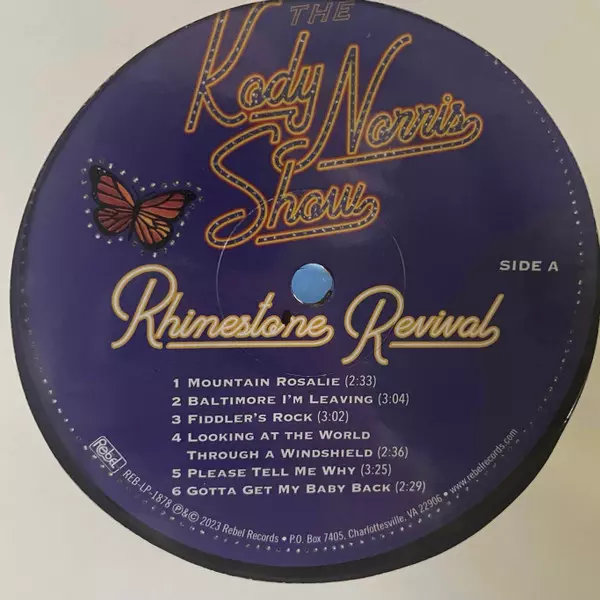 THE
Kody Norris
Show
SIDE A
Rhinestone Revival
1 MOUNTAIN ROSALIE (2:33)
2 BALTIMORE I'M LEAVING (3:04)
3 FIDDLER'S ROCK (3:02)
4 LOOKING AT THE WORLD
THROUGH A WINDSHIELD (2:36)
5 PLEASE TELL ME WHY (3:25)
6 GOTTA GET MY BABY BACK (2:29)
Rebel
REB-LP-1878 ℗&© 2023 Rebel Records • P.O. Box 7405, Charlottesville, VA 22906 • www.rebelrecords.com